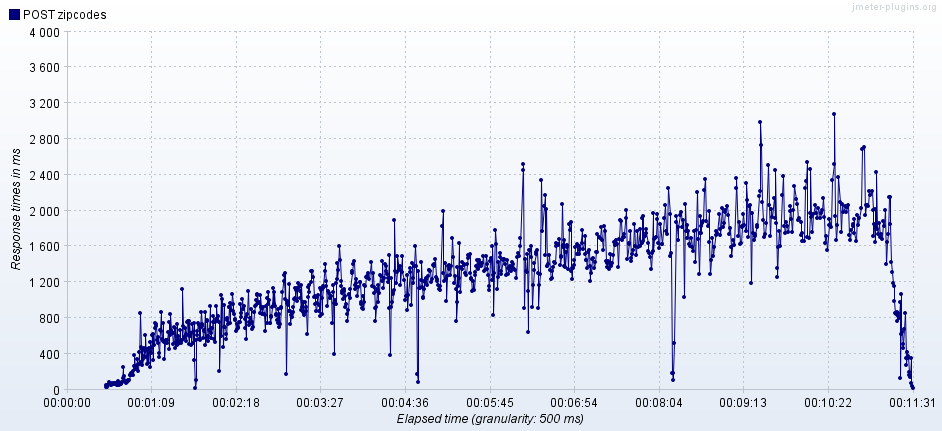 jmeter-plugins.org
POST zipcodes
4 000
3 600
3 200
2 800
2 400
2 000
1 600
1 200
800
400
0
Response times in ms
00:00:00 00:01:09 00:02:18 00:03:27 00:04:36 00:05:45 00:06:54 00:08:04 00:09:13 00:10:22 00:11:31
Elapsed time (granularity: 500 ms)